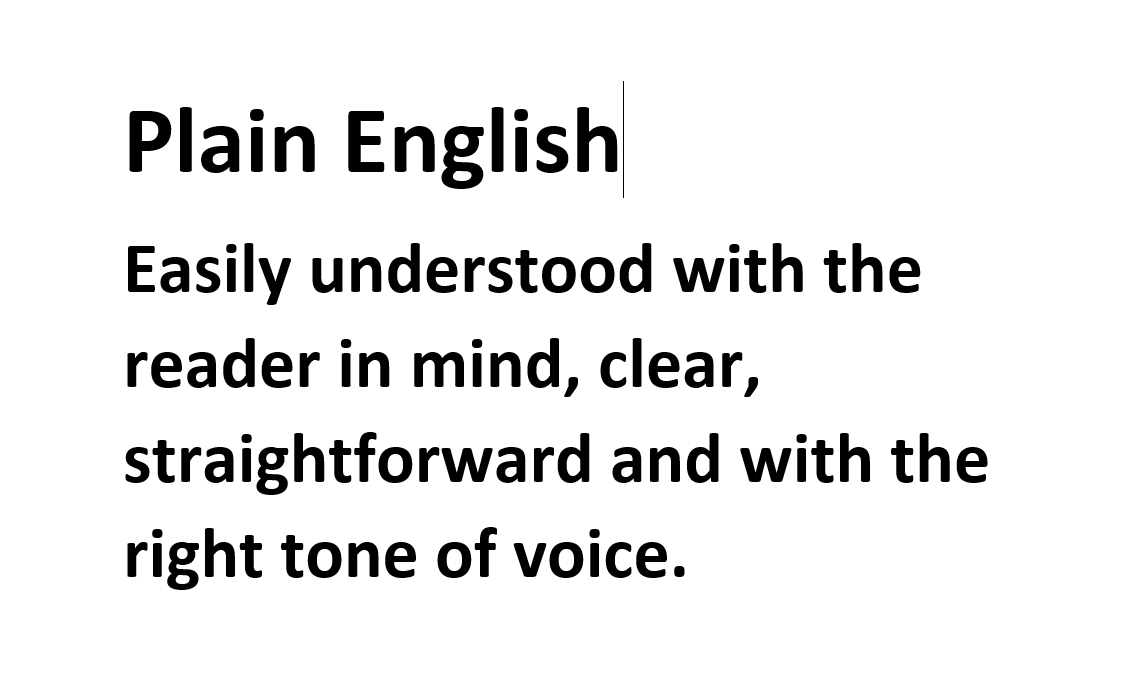 Plain English
Easily understood with the
reader in mind, clear,
straightforward and with the
right tone of voice.